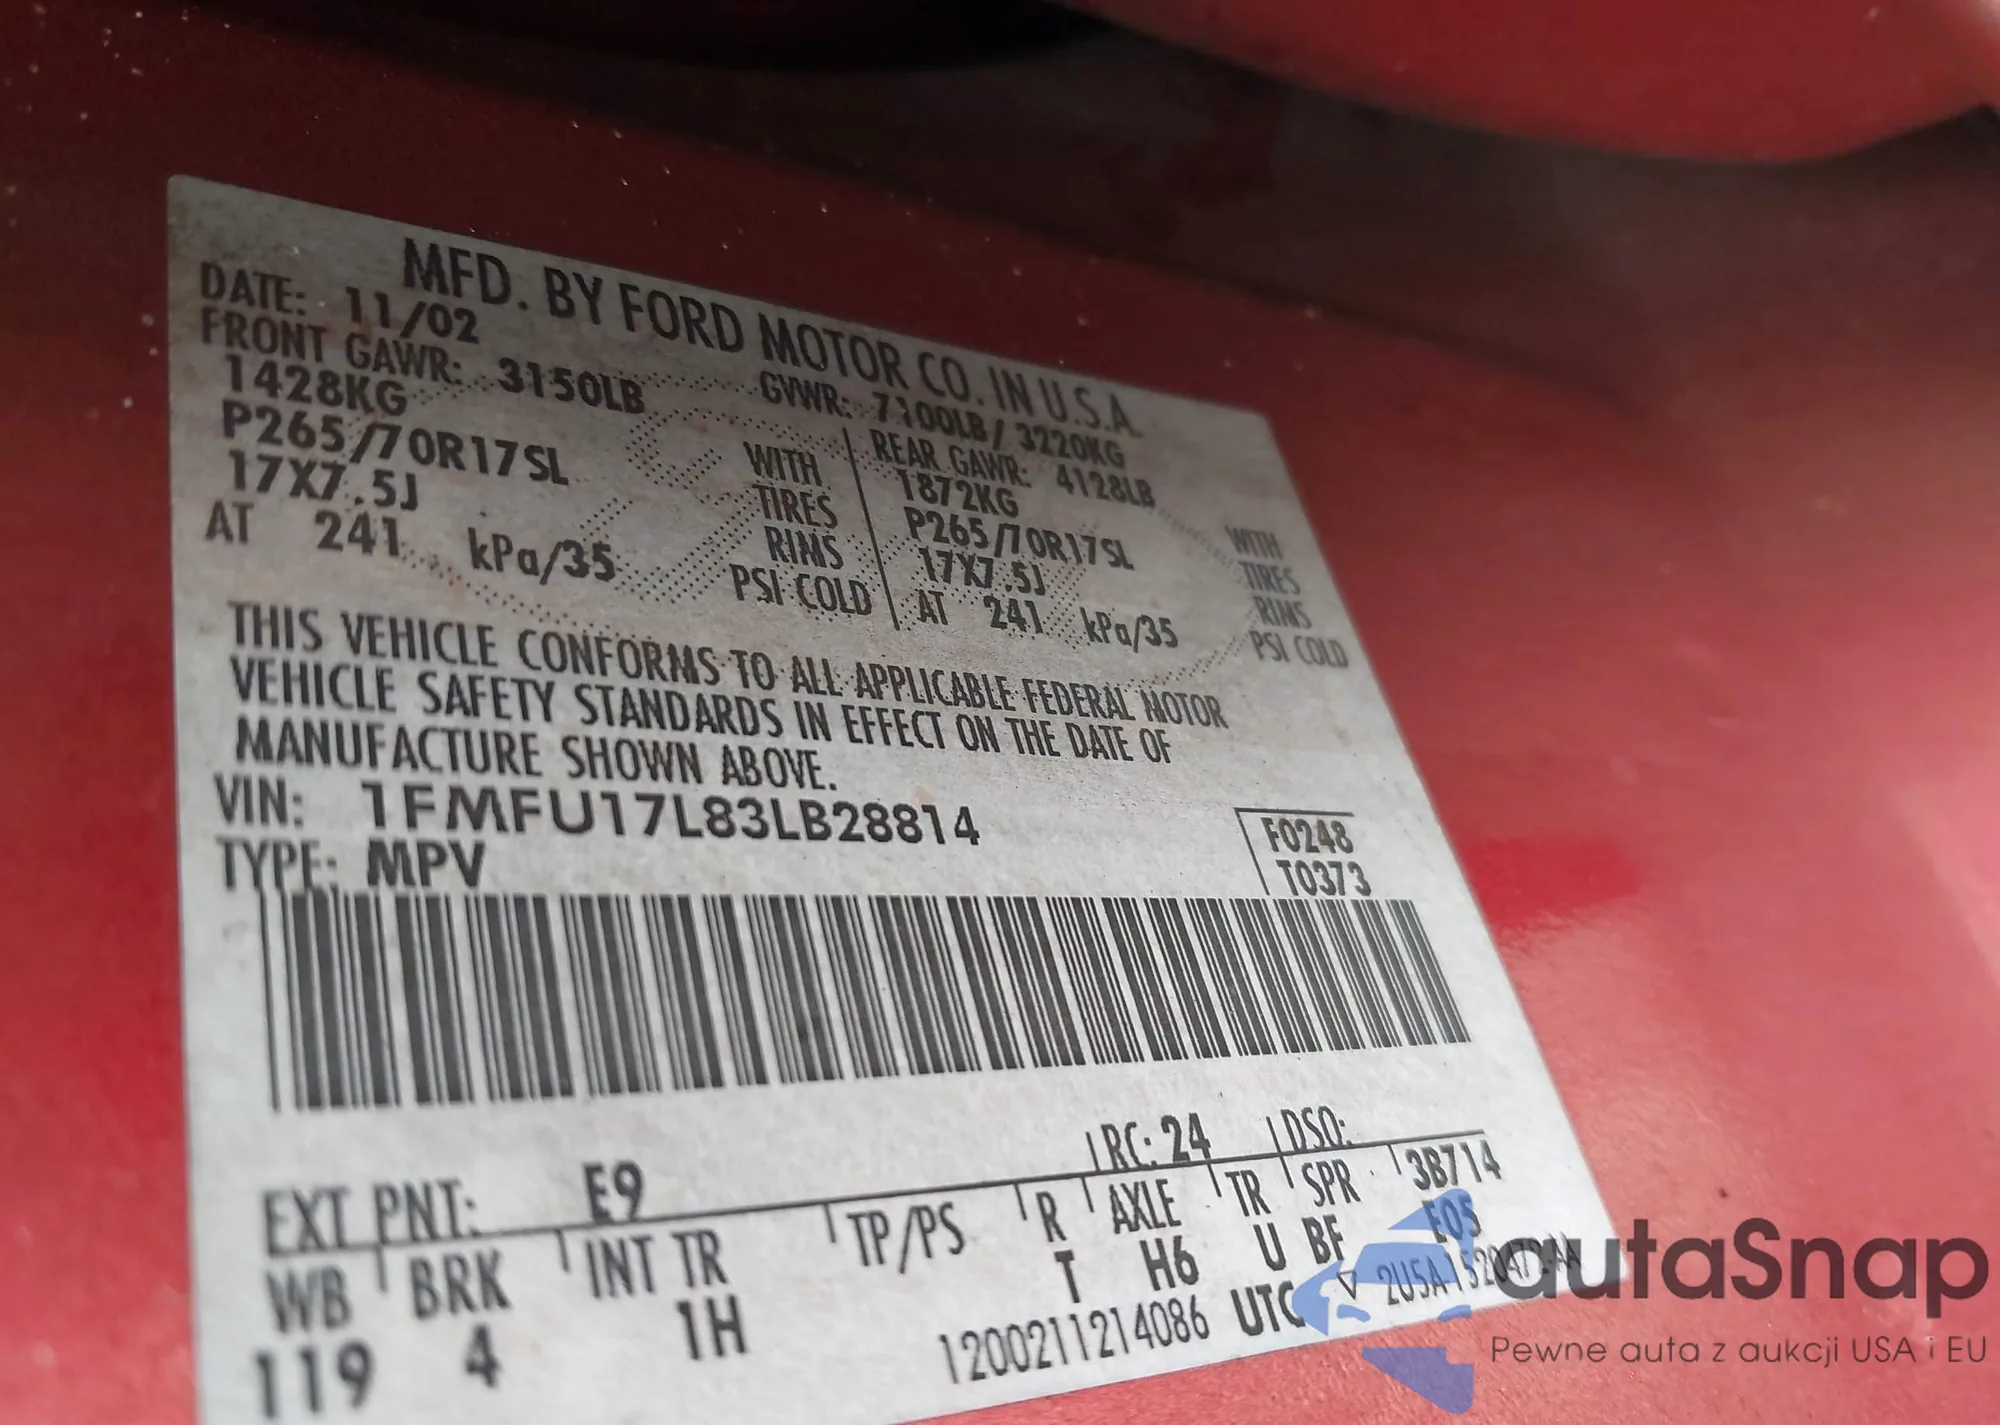 MFD. BY FORD MOTOR CO. IN U.S.A.
DATE: 11/02 GVWR: 7100LB / 3220KG
FRONT GAWR: 3150LB REAR GAWR: 4128LB
1428KG WITH 1872KG WITH
P265/70R17SL TIRES P265/70R17SL TIRES
17X7.5J RIMS 17X7.5J RIMS
AT 241 kPa/35 PSI COLD AT 241 kPa/35 PSI COLD
THIS VEHICLE CONFORMS TO ALL APPLICABLE FEDERAL MOTOR
VEHICLE SAFETY STANDARDS IN EFFECT ON THE DATE OF
MANUFACTURE SHOWN ABOVE.
VIN: 1FMFU17L83LB28814
TYPE: MPV
F0248
T0373
EXT PNT: E9 RC: 24 DSO:
WB BRK INT TR TP/PS R AXLE TR SPR 3B714
119 4 1H T H6 U BF E05
1200211214086 UTC 2U5A
autaSnap
Pewne auta z aukcji USA i EU